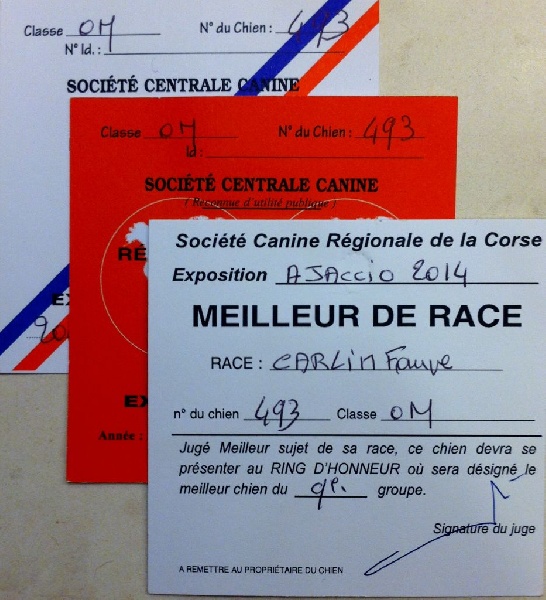 Classe OM N° du Chien : 493
N° Id. :
SOCIÉTÉ CENTRALE CANINE
Classe OM N° du Chien : 493
Id :
SOCIÉTÉ CENTRALE CANINE
( Reconnue d'utilité publique )
RÉ
EX
Année :
Société Canine Régionale de la Corse
Exposition AJAccio 2014
MEILLEUR DE RACE
RACE : CARLIN Fauve
n° du chien 493 Classe OM
Jugé Meilleur sujet de sa race, ce chien devra se
présenter au RING D'HONNEUR où sera désigné le
meilleur chien du 9e. groupe.
Signature du juge
A REMETTRE AU PROPRIÉTAIRE DU CHIEN